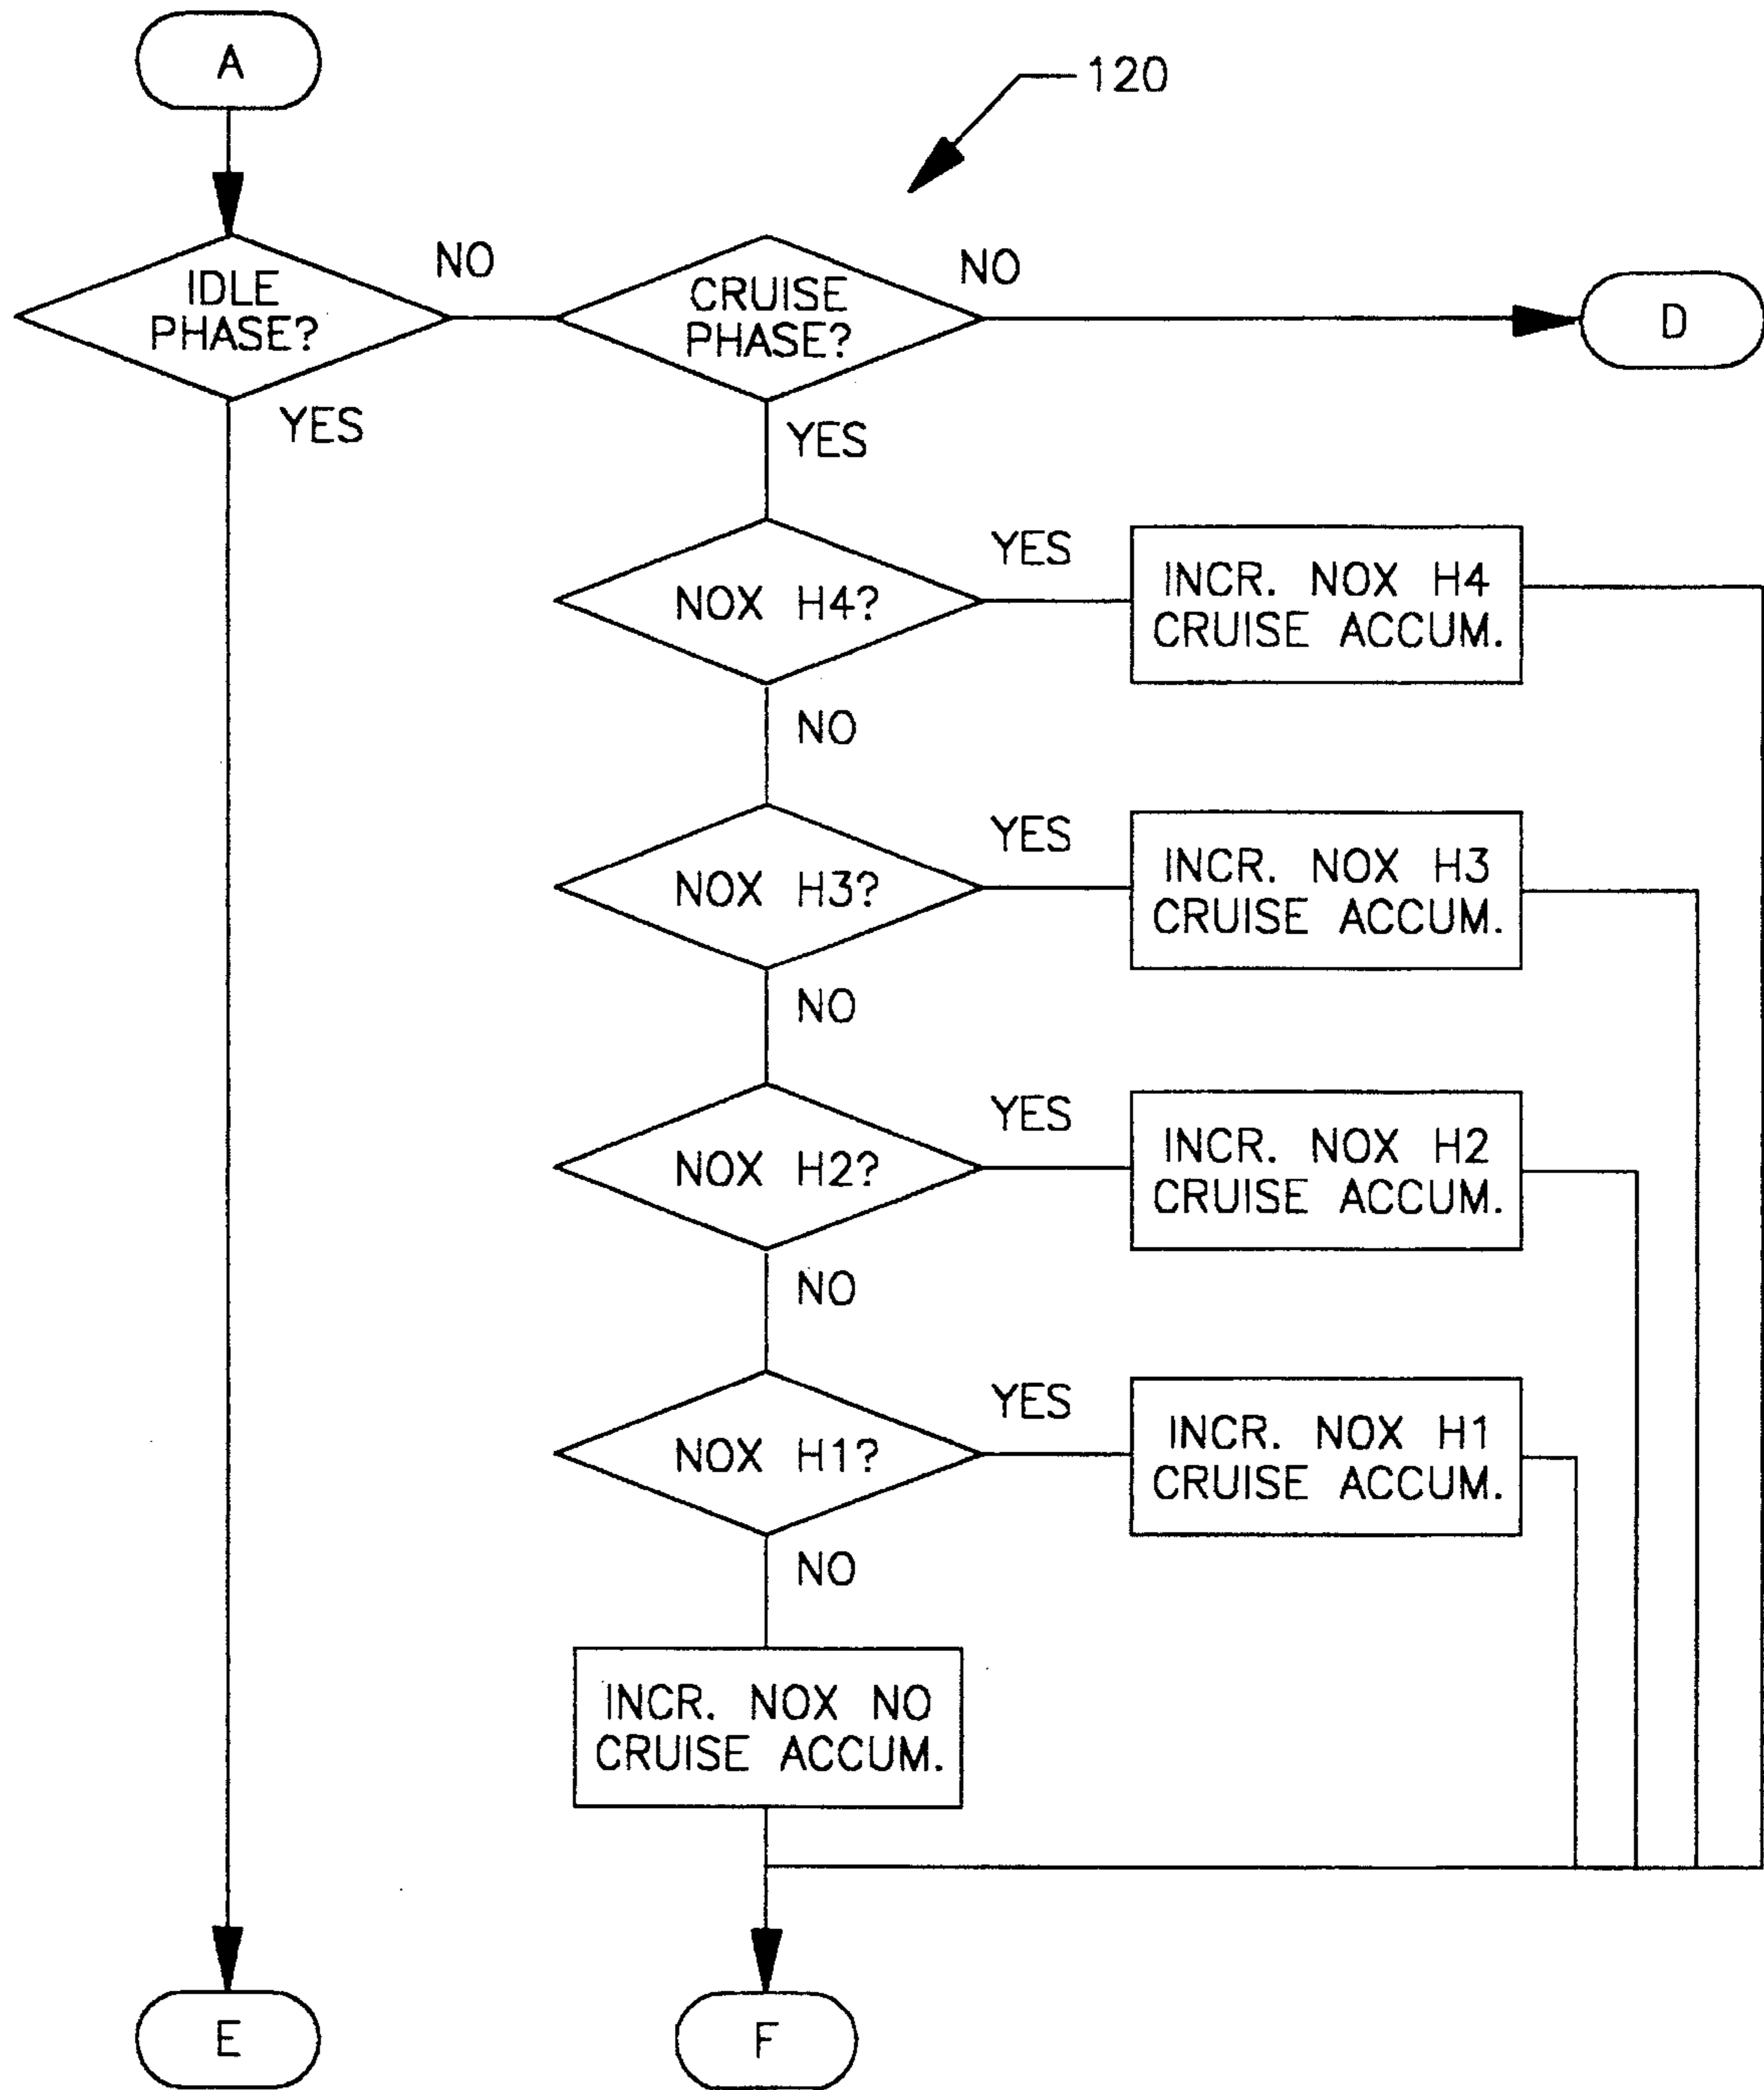 A
120
IDLE
PHASE?
NO
CRUISE
PHASE?
NO
D
YES
YES
NOX H4?
YES
INCR. NOX H4
CRUISE ACCUM.
NO
NOX H3?
YES
INCR. NOX H3
CRUISE ACCUM.
NO
NOX H2?
YES
INCR. NOX H2
CRUISE ACCUM.
NO
NOX H1?
YES
INCR. NOX H1
CRUISE ACCUM.
NO
INCR. NOX NO
CRUISE ACCUM.
E
F